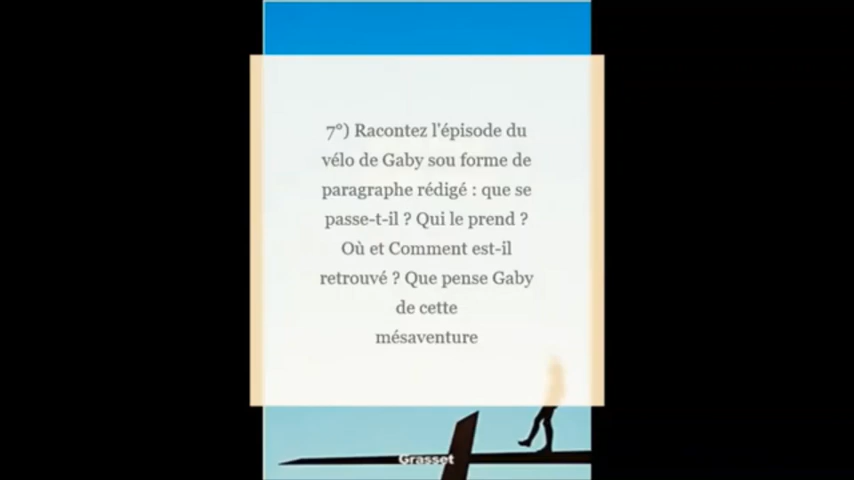 7°) Racontez l'épisode du
vélo de Gaby sou forme de
paragraphe rédigé : que se
passe-t-il ? Qui le prend ?
Où et Comment est-il
retrouvé ? Que pense Gaby
de cette
mésaventure
Grasset